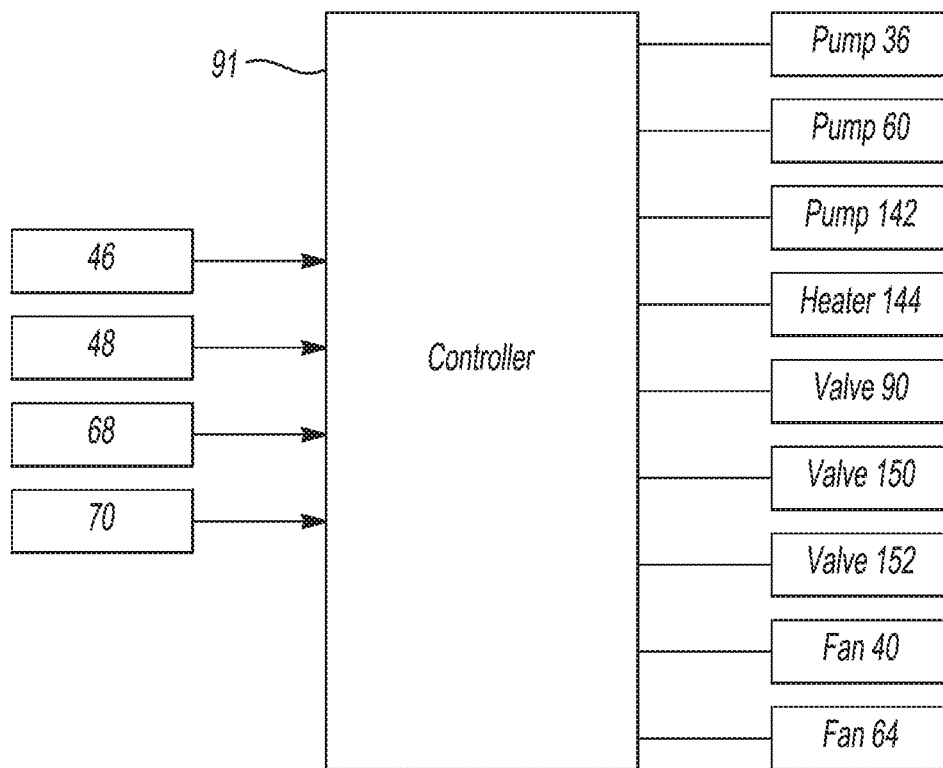 91
46
48
68
70
Controller
Pump 36
Pump 60
Pump 142
Heater 144
Valve 90
Valve 150
Valve 152
Fan 40
Fan 64